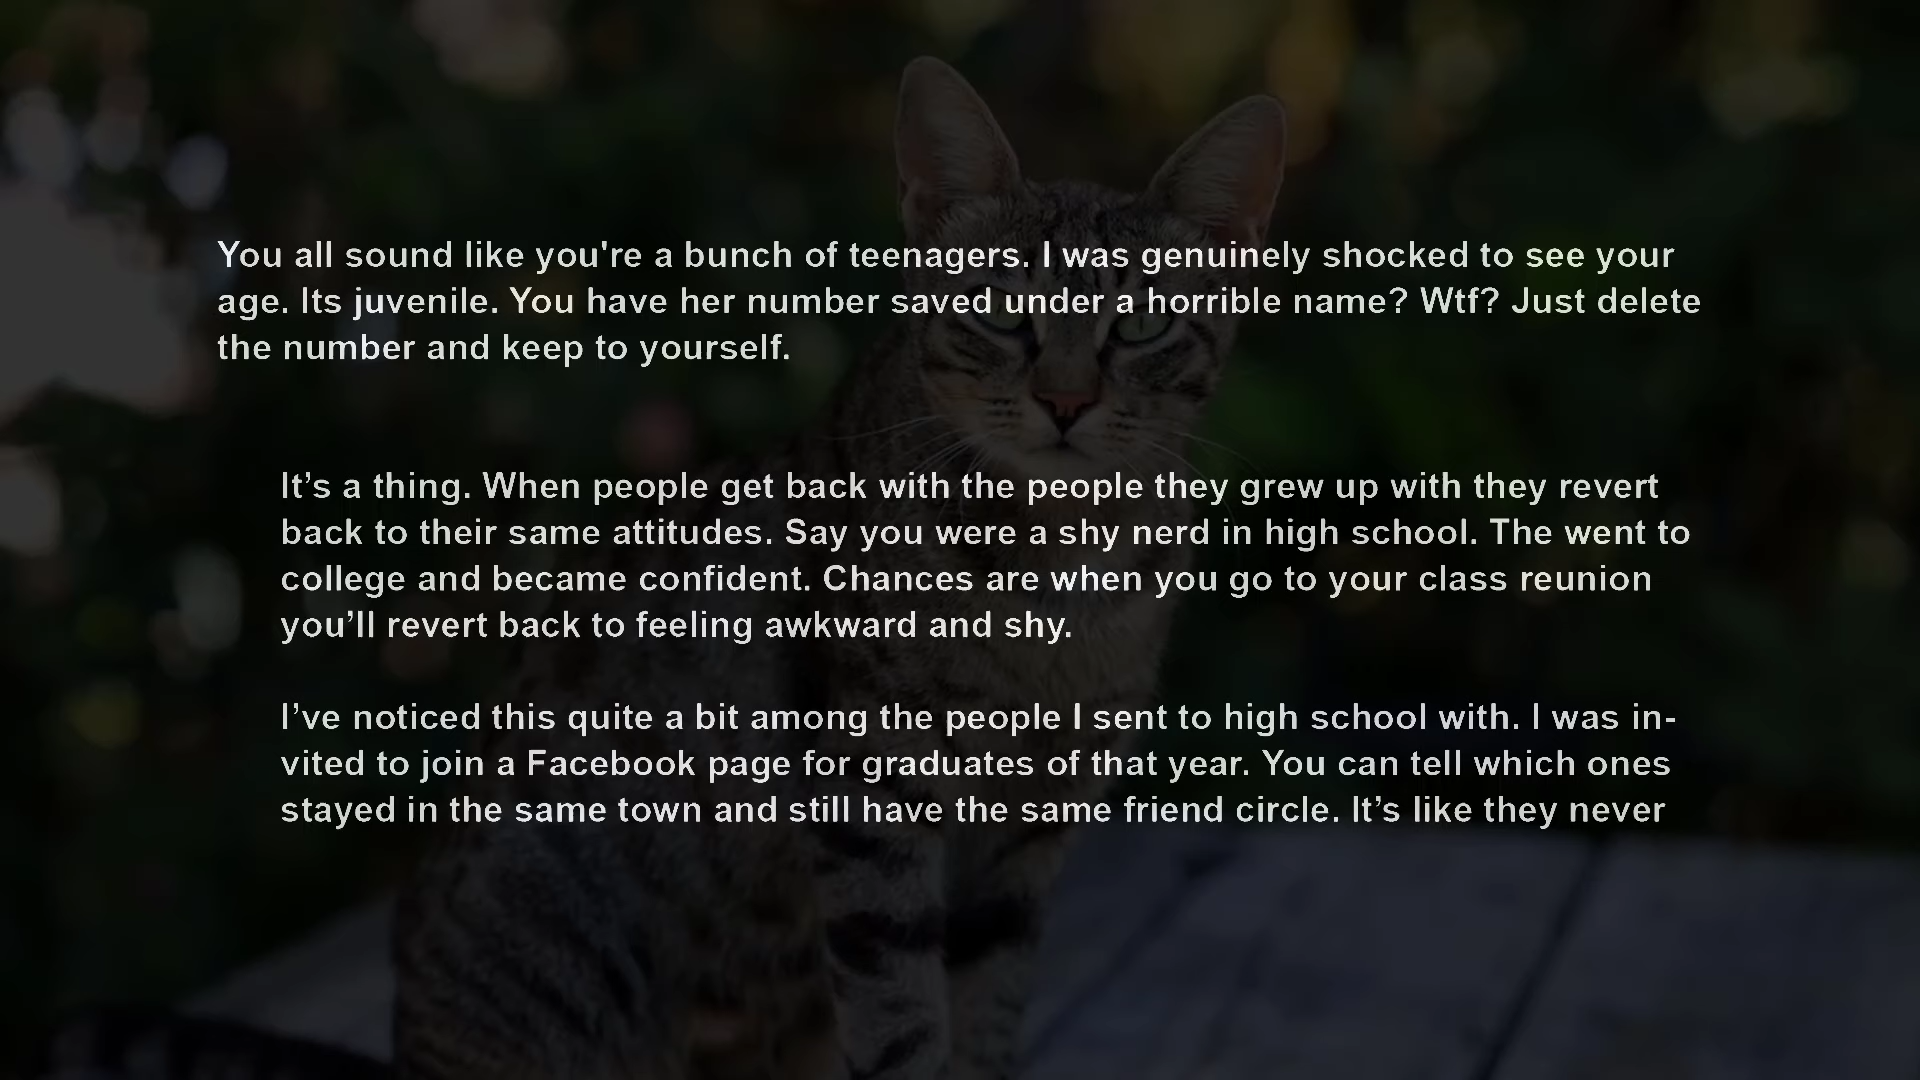 You all sound like you're a bunch of teenagers. I was genuinely shocked to see your
age. Its juvenile. You have her number saved under a horrible name? Wtf? Just delete
the number and keep to yourself.
It’s a thing. When people get back with the people they grew up with they revert
back to their same attitudes. Say you were a shy nerd in high school. The went to
college and became confident. Chances are when you go to your class reunion
you’ll revert back to feeling awkward and shy.
I’ve noticed this quite a bit among the people I sent to high school with. I was in-
vited to join a Facebook page for graduates of that year. You can tell which ones
stayed in the same town and still have the same friend circle. It’s like they never